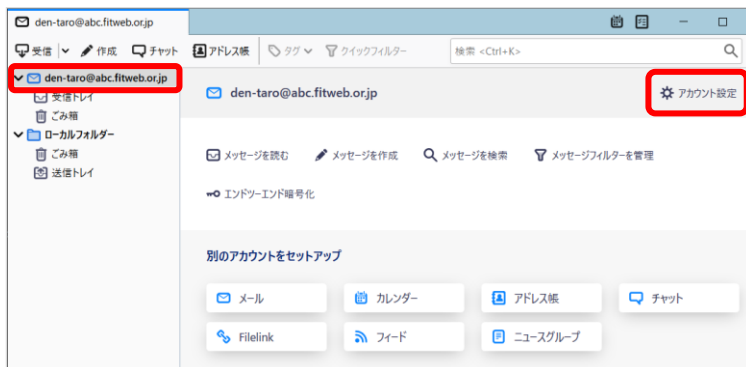 den-taro@abc.fitweb.or.jp
受信 作成 チャット アドレス帳 タグ クイックフィルター 検索 <Ctrl+K>
den-taro@abc.fitweb.or.jp
受信トレイ
ごみ箱
ローカルフォルダー
ごみ箱
送信トレイ
den-taro@abc.fitweb.or.jp アカウント設定
メッセージを読む メッセージを作成 メッセージを検索 メッセージフィルターを管理
エンドツーエンド暗号化
別のアカウントをセットアップ
メール カレンダー アドレス帳 チャット
Filelink フィード ニュースグループ